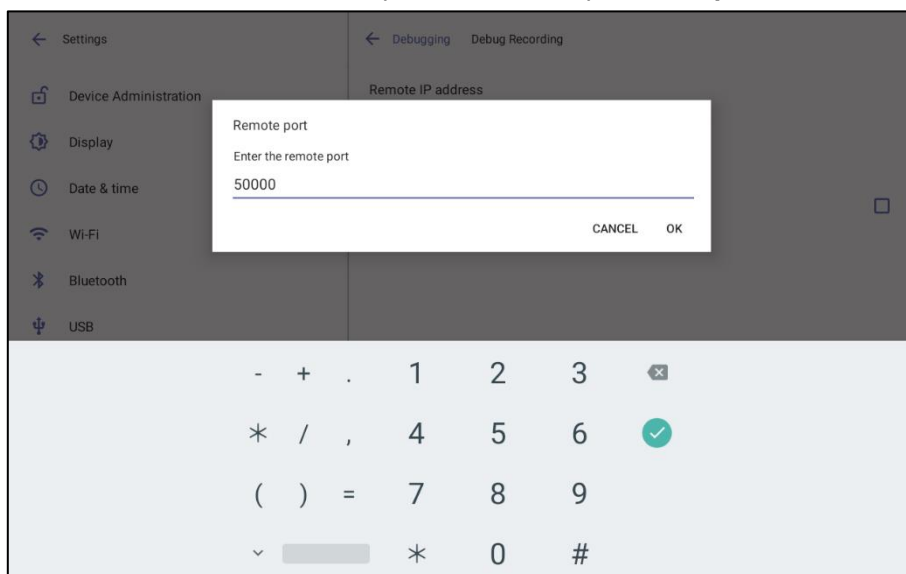 Settings
Debugging Debug Recording
Device Administration
Remote IP address
Display
Remote port
Enter the remote port
50000
CANCEL OK
Date & time
Wi-Fi
Bluetooth
USB
- + . 1 2 3
* / , 4 5 6
( ) = 7 8 9
* 0 #